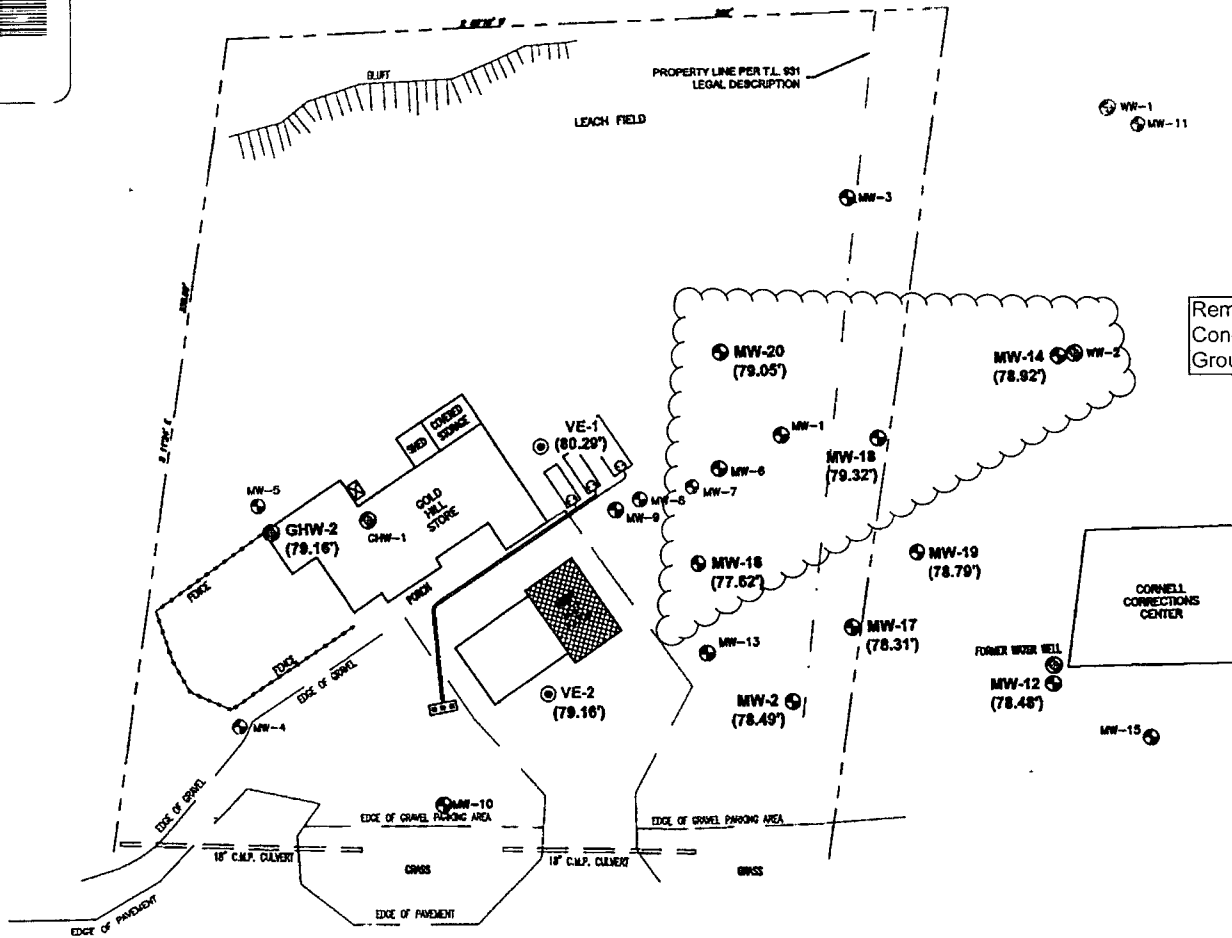 BLUFF
PROPERTY LINE PER T.L. 931
LEGAL DESCRIPTION
LEACH FIELD
WW-1
MW-11
MW-3
Rem
Con
Grou
MW-20
(79.05')
MW-14
(78.92')
WW-2
SHED
COVERED
STORAGE
VE-1
(80.29')
MW-1
MW-18
(79.32')
MW-6
MW-7
MW-8
MW-9
MW-5
GHW-2
(79.16')
GHW-1
GOLD
HILL
STORE
MW-18
(77.62')
MW-19
(78.79')
CORNELL
CORRECTIONS
CENTER
FENCE
PORCH
MW-17
(78.31')
FORMER WATER WELL
MW-12
(78.48')
MW-13
FENCE
EDGE OF GRAVEL
VE-2
(79.16')
MW-2
(78.49')
MW-4
MW-15
EDGE OF GRAVEL
MW-10
EDGE OF GRAVEL PARKING AREA
EDGE OF GRAVEL PARKING AREA
18" C.M.P. CULVERT
18" C.M.P. CULVERT
GRASS
GRASS
EDGE OF PAVEMENT
EDGE OF PAVEMENT